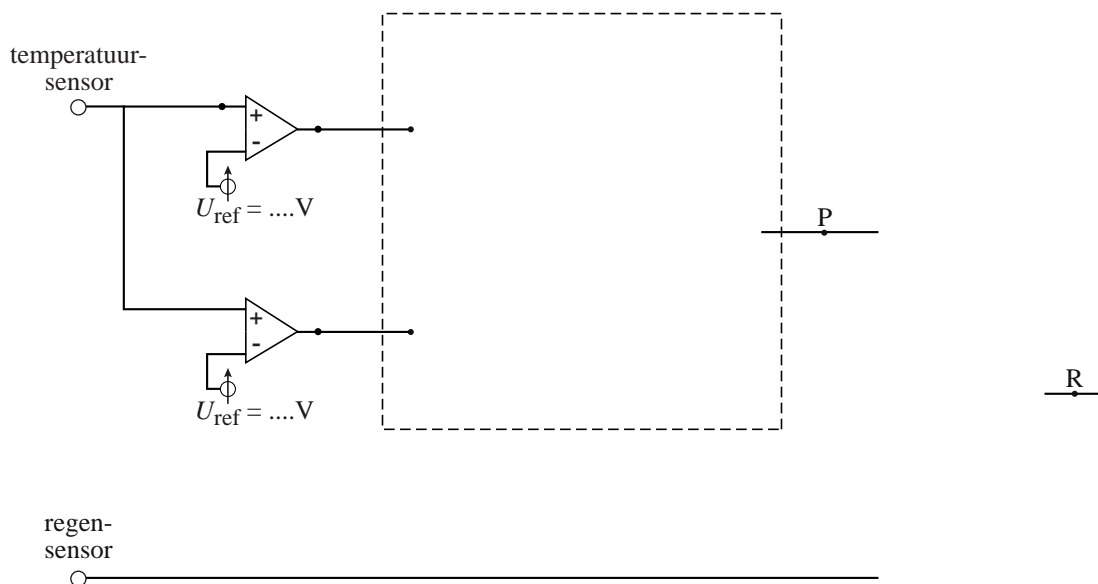 temperatuur-
sensor
+
-
U_ref = ....V
P
+
-
U_ref = ....V
R
regen-
sensor